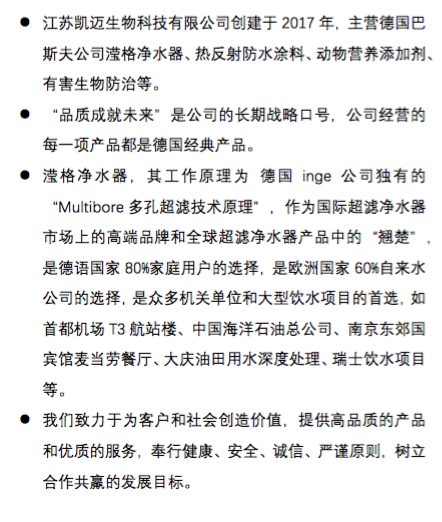 ● 江苏凯迈生物科技有限公司创建于 2017 年，主营德国巴
斯夫公司滢格净水器、热反射防水涂料、动物营养添加剂、
有害生物防治等。
● “品质成就未来”是公司的长期战略口号，公司经营的
每一项产品都是德国经典产品。
● 滢格净水器，其工作原理为 德国 inge 公司独有的
“Multibore 多孔超滤技术原理”，作为国际超滤净水器
市场上的高端品牌和全球超滤净水器产品中的“翘楚”，
是德语国家 80%家庭用户的选择，是欧洲国家 60%自来水
公司的选择，是众多机关单位和大型饮水项目的首选，如
首都机场 T3 航站楼、中国海洋石油总公司、南京东郊国
宾馆麦当劳餐厅、大庆油田用水深度处理、瑞士饮水项目
等。
● 我们致力于为客户和社会创造价值，提供高品质的产品
和优质的服务，奉行健康、安全、诚信、严谨原则，树立
合作共赢的发展目标。